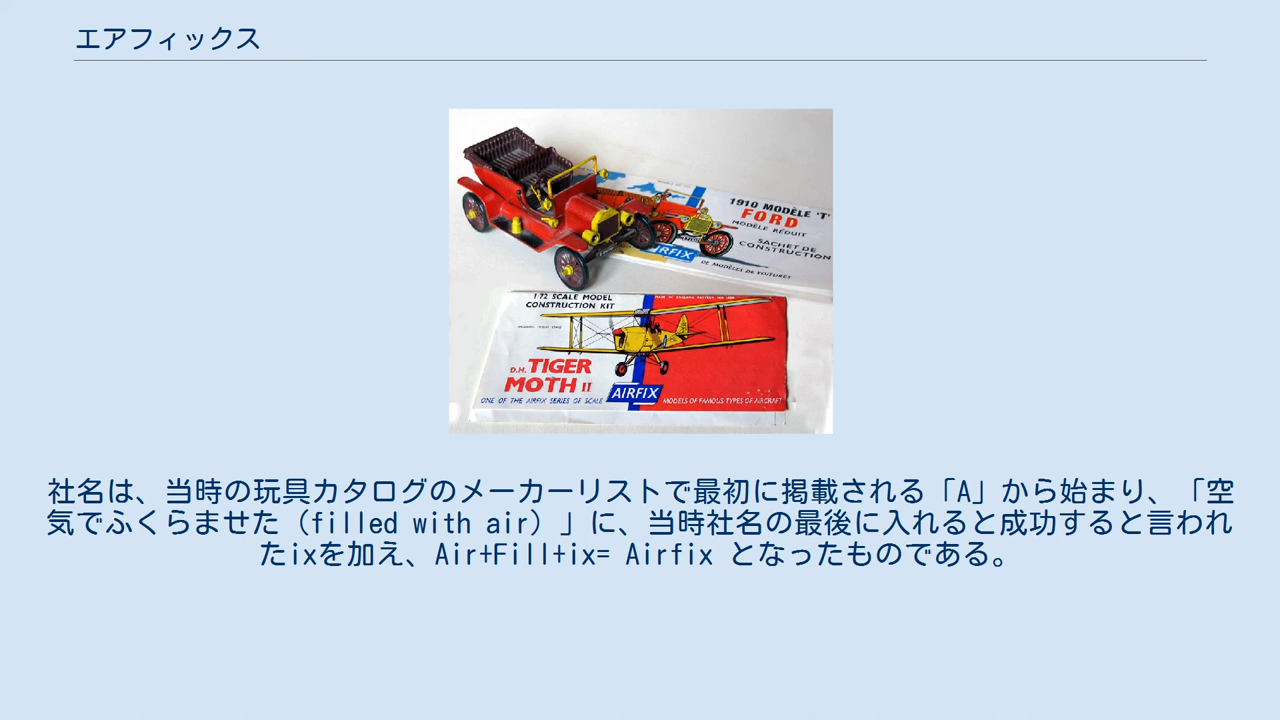 エアフィックス
1910 MODÈLE 'T'
FORD
MODÈLE RÉDUIT
SACHET DE
CONSTRUCTION
DE MODÈLES DE VOITURES
1/72 SCALE MODEL
CONSTRUCTION KIT
D.H. TIGER
MOTH II
AIRFIX
ONE OF THE AIRFIX SERIES OF SCALE
MODELS OF FAMOUS TYPES OF AIRCRAFT
社名は、当時の玩具カタログのメーカーリストで最初に掲載される「A」から始まり、「空
気でふくらませた（filled with air）」に、当時社名の最後に入れると成功すると言われ
たixを加え、Air+Fill+ix= Airfix となったものである。